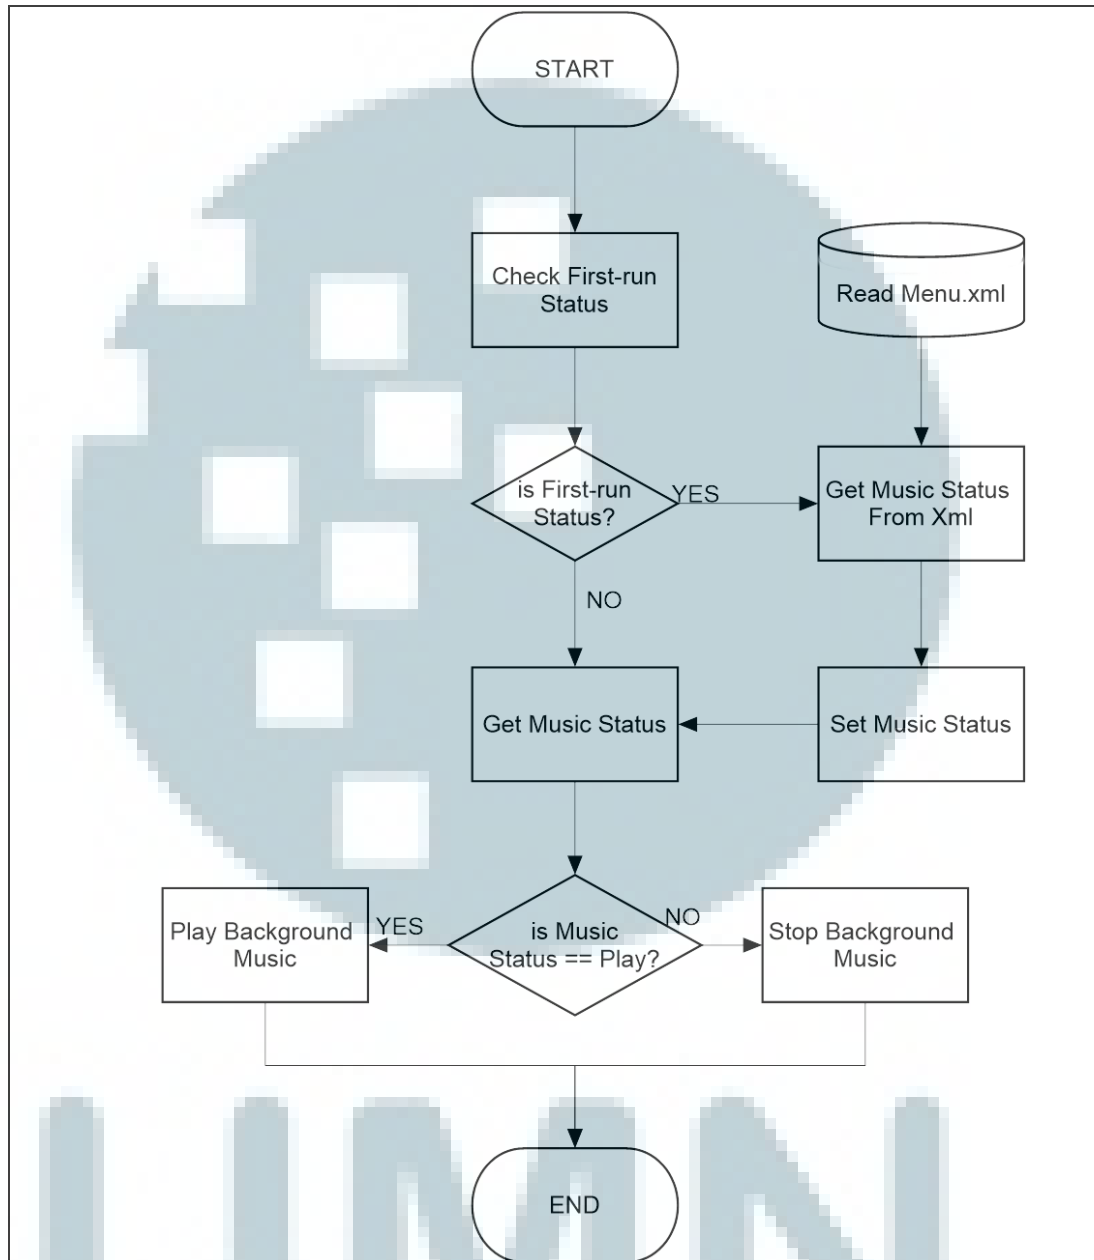 START
Check First-run
Status
Read Menu.xml
is First-run
Status?
YES
Get Music Status
From Xml
NO
Get Music Status
Set Music Status
Play Background
Music
YES
is Music
Status == Play?
NO
Stop Background
Music
END
UMN